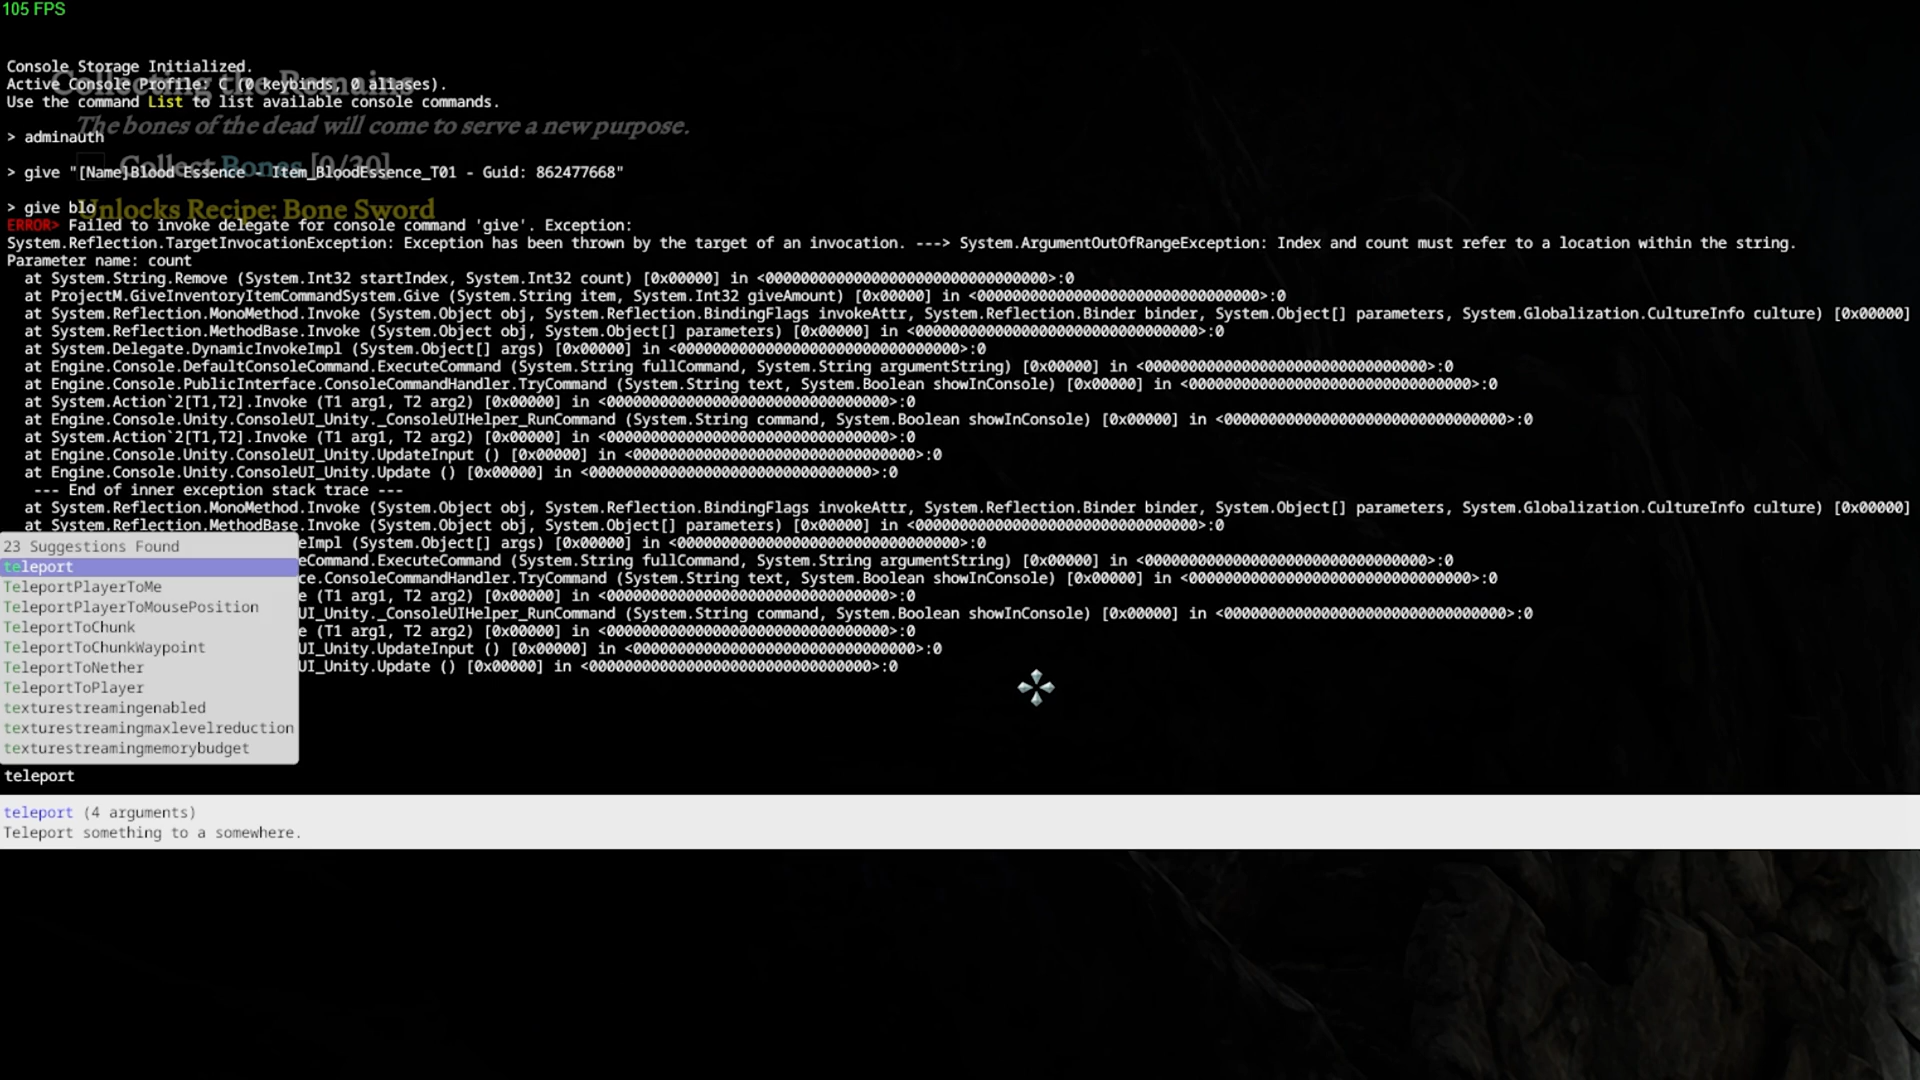 105 FPS
Console Storage Initialized.
Collecting the Remains
Active Console Profile: C (0 keybinds, 0 aliases).
Use the command List to list available console commands.
The bones of the dead will come to serve a new purpose.
> adminauth
Collect Bones [0/30]
> give "[Name]Blood Essence - Item_BloodEssence_T01 - Guid: 862477668"
> give blo
Unlocks Recipe: Bone Sword
ERROR> Failed to invoke delegate for console command 'give'. Exception:
System.Reflection.TargetInvocationException: Exception has been thrown by the target of an invocation. ---> System.ArgumentOutOfRangeException: Index and count must refer to a location within the string.
Parameter name: count
at System.String.Remove (System.Int32 startIndex, System.Int32 count) [0x00000] in <00000000000000000000000000000000>:0
at ProjectM.GiveInventoryItemCommandSystem.Give (System.String item, System.Int32 giveAmount) [0x00000] in <00000000000000000000000000000000>:0
at System.Reflection.MonoMethod.Invoke (System.Object obj, System.Reflection.BindingFlags invokeAttr, System.Reflection.Binder binder, System.Object[] parameters, System.Globalization.CultureInfo culture) [0x00000]
at System.Reflection.MethodBase.Invoke (System.Object obj, System.Object[] parameters) [0x00000] in <00000000000000000000000000000000>:0
at System.Delegate.DynamicInvokeImpl (System.Object[] args) [0x00000] in <00000000000000000000000000000000>:0
at Engine.Console.DefaultConsoleCommand.ExecuteCommand (System.String fullCommand, System.String argumentString) [0x00000] in <00000000000000000000000000000000>:0
at Engine.Console.PublicInterface.ConsoleCommandHandler.TryCommand (System.String text, System.Boolean showInConsole) [0x00000] in <00000000000000000000000000000000>:0
at System.Action`2[T1,T2].Invoke (T1 arg1, T2 arg2) [0x00000] in <00000000000000000000000000000000>:0
at Engine.Console.Unity.ConsoleUI_Unity._ConsoleUIHelper_RunCommand (System.String command, System.Boolean showInConsole) [0x00000] in <00000000000000000000000000000000>:0
at System.Action`2[T1,T2].Invoke (T1 arg1, T2 arg2) [0x00000] in <00000000000000000000000000000000>:0
at Engine.Console.Unity.ConsoleUI_Unity.UpdateInput () [0x00000] in <00000000000000000000000000000000>:0
at Engine.Console.Unity.ConsoleUI_Unity.Update () [0x00000] in <00000000000000000000000000000000>:0
--- End of inner exception stack trace ---
at System.Reflection.MonoMethod.Invoke (System.Object obj, System.Reflection.BindingFlags invokeAttr, System.Reflection.Binder binder, System.Object[] parameters, System.Globalization.CultureInfo culture) [0x00000]
at System.Reflection.MethodBase.Invoke (System.Object obj, System.Object[] parameters) [0x00000] in <00000000000000000000000000000000>:0
eImpl (System.Object[] args) [0x00000] in <00000000000000000000000000000000>:0
eCommand.ExecuteCommand (System.String fullCommand, System.String argumentString) [0x00000] in <00000000000000000000000000000000>:0
ce.ConsoleCommandHandler.TryCommand (System.String text, System.Boolean showInConsole) [0x00000] in <00000000000000000000000000000000>:0
e (T1 arg1, T2 arg2) [0x00000] in <00000000000000000000000000000000>:0
UI_Unity._ConsoleUIHelper_RunCommand (System.String command, System.Boolean showInConsole) [0x00000] in <00000000000000000000000000000000>:0
e (T1 arg1, T2 arg2) [0x00000] in <00000000000000000000000000000000>:0
UI_Unity.UpdateInput () [0x00000] in <00000000000000000000000000000000>:0
UI_Unity.Update () [0x00000] in <00000000000000000000000000000000>:0
23 Suggestions Found
teleport
TeleportPlayerToMe
TeleportPlayerToMousePosition
TeleportToChunk
TeleportToChunkWaypoint
TeleportToNether
TeleportToPlayer
texturestreamingenabled
texturestreamingmaxlevelreduction
texturestreamingmemorybudget
teleport
teleport (4 arguments)
Teleport something to a somewhere.